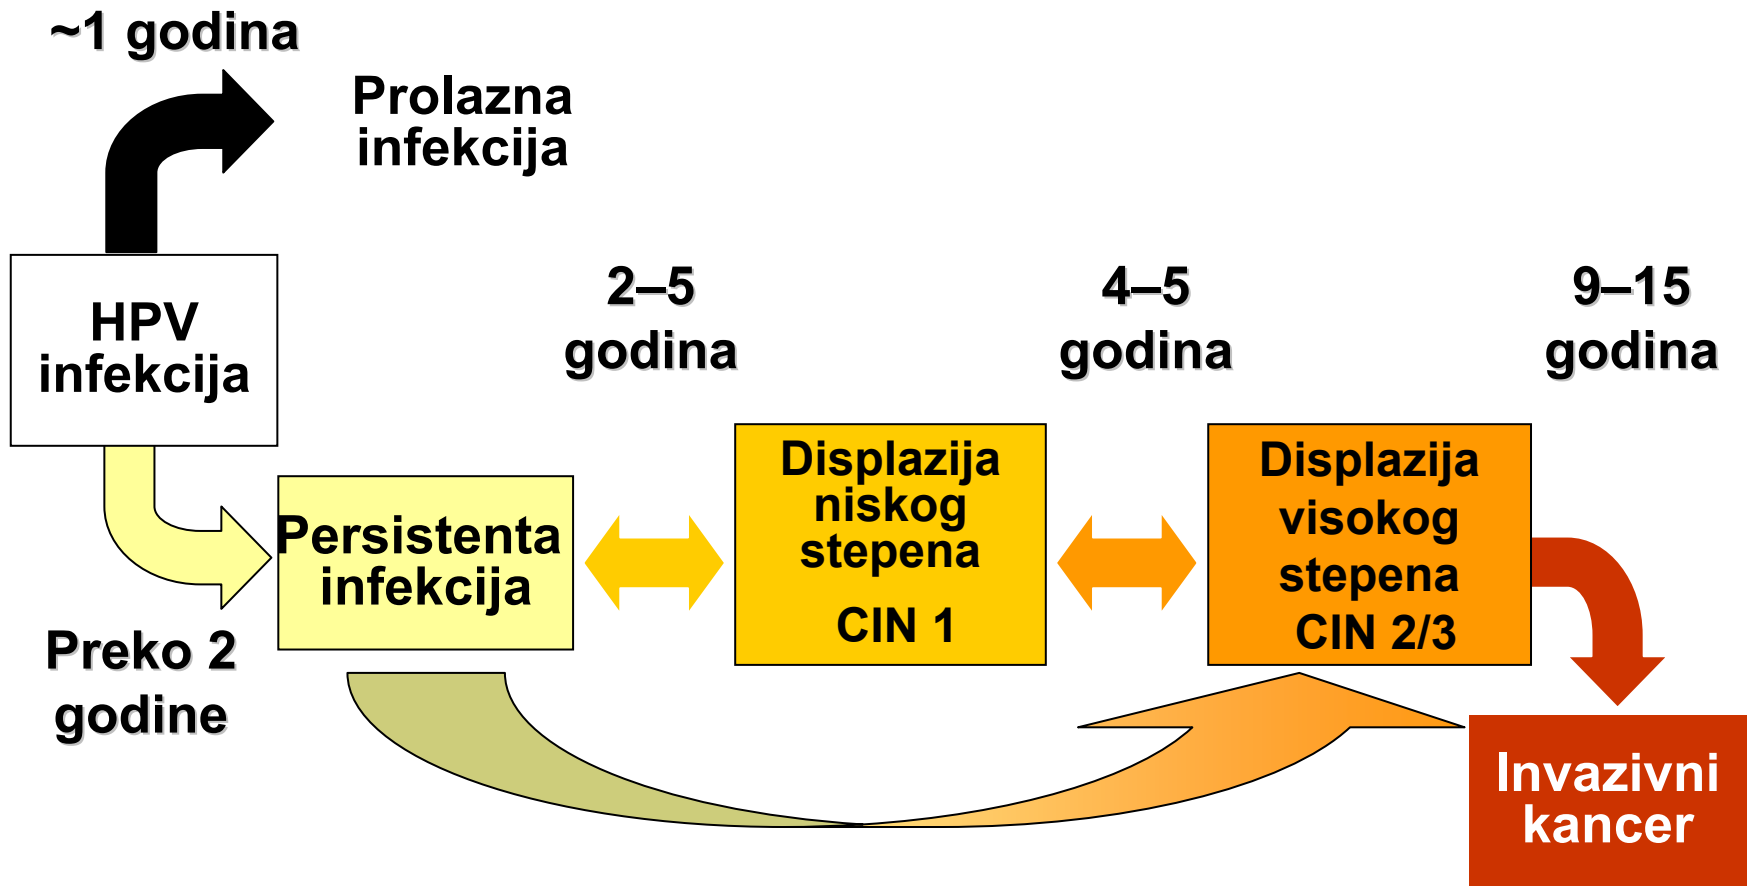 ~1 godina
Prolazna
infekcija
HPV
infekcija
2–5
godina
4–5
godina
9–15
godina
Persistenta
infekcija
Displazija
niskog
stepena
CIN 1
Displazija
visokog
stepena
CIN 2/3
Preko 2
godine
Invazivni
kancer